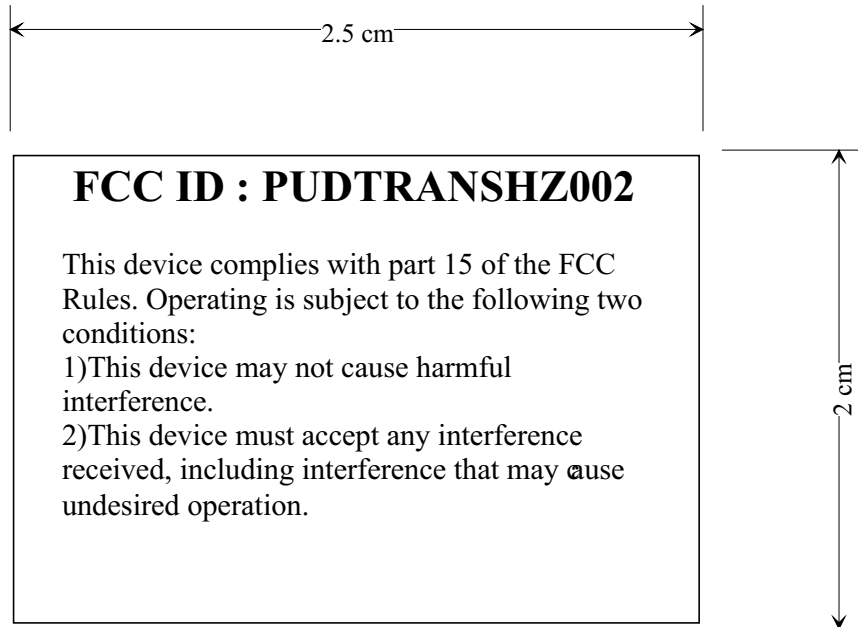 2.5 cm
FCC ID : PUDTRANSHZ002
This device complies with part 15 of the FCC
Rules. Operating is subject to the following two
conditions:
1)This device may not cause harmful
interference.
2)This device must accept any interference
received, including interference that may cause
undesired operation.
2 cm